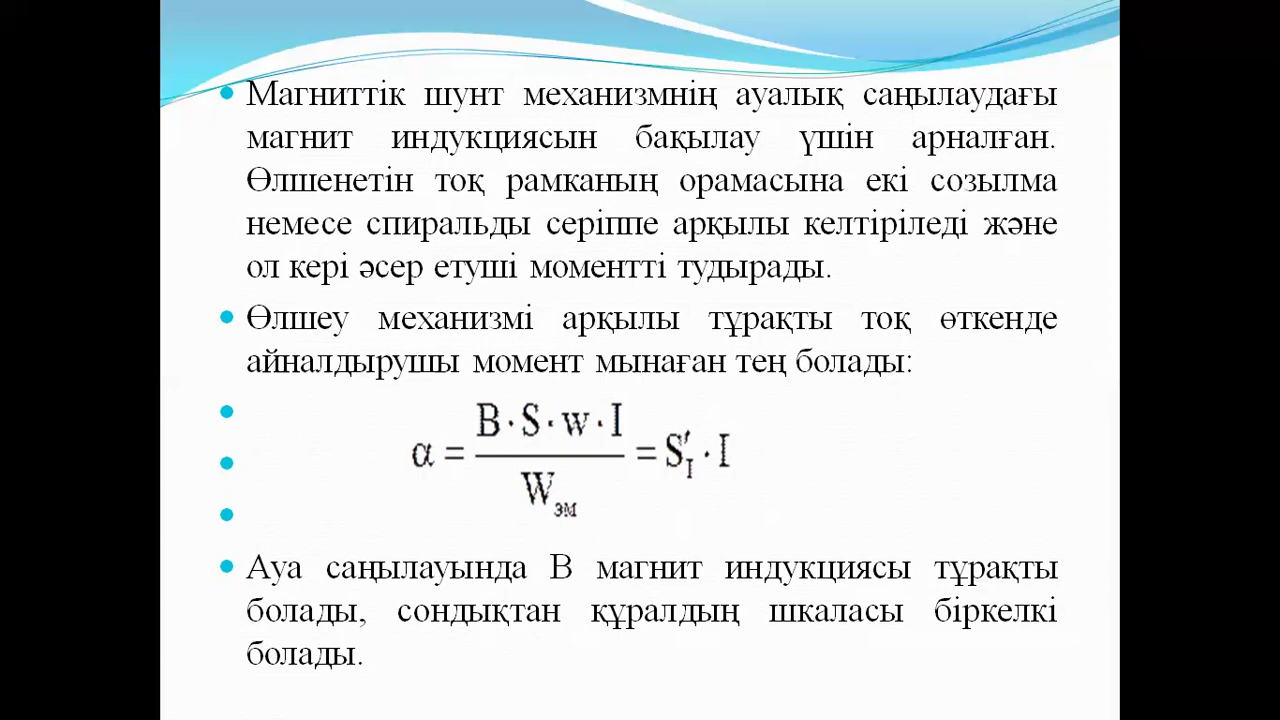 Магниттік шунт механизмнің ауалық саңылаудағы
магнит индукциясын бақылау үшін арналған.
Өлшенетін тоқ рамканың орамасына екі созылма
немесе спиральды серіппе арқылы келтіріледі және
ол кері әсер етуші моментті тудырады.
Өлшеу механизмі арқылы тұрақты тоқ өткенде
айналдырушы момент мынаған тең болады:
α = B · S · w · I / Wэм = S′I · I
Ауа саңылауында В магнит индукциясы тұрақты
болады, сондықтан құралдың шкаласы біркелкі
болады.